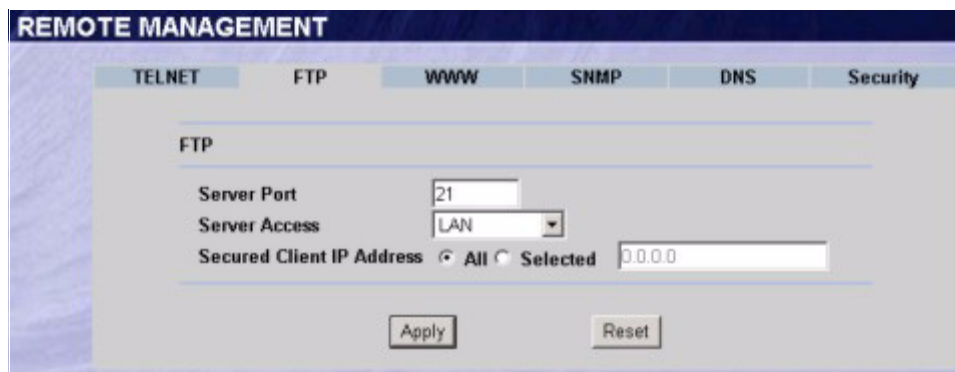 REMOTE MANAGEMENT
TELNET FTP WWW SNMP DNS Security
FTP
Server Port 21
Server Access LAN
Secured Client IP Address All Selected 0.0.0.0
Apply Reset